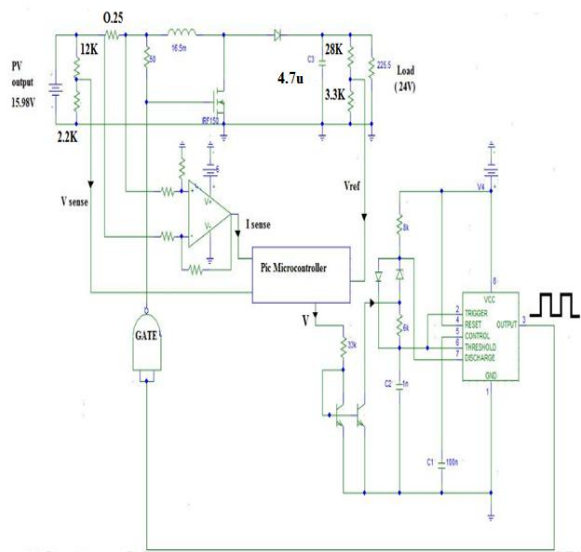 0.25
12K
PV
output
15.98V
2.2K
50
16.5m
IRF150
C3
4.7u
28K
3.3K
225.5
Load
(24V)
V sense
V+
V-
I sense
Vref
Pic Microcontroller
V
33k
GATE
V4
8k
6k
C2
1n
C1
100n
8
VCC
2
TRIGGER
4
RESET
OUTPUT
3
5
CONTROL
6
THRESHOLD
7
DISCHARGE
GND
1